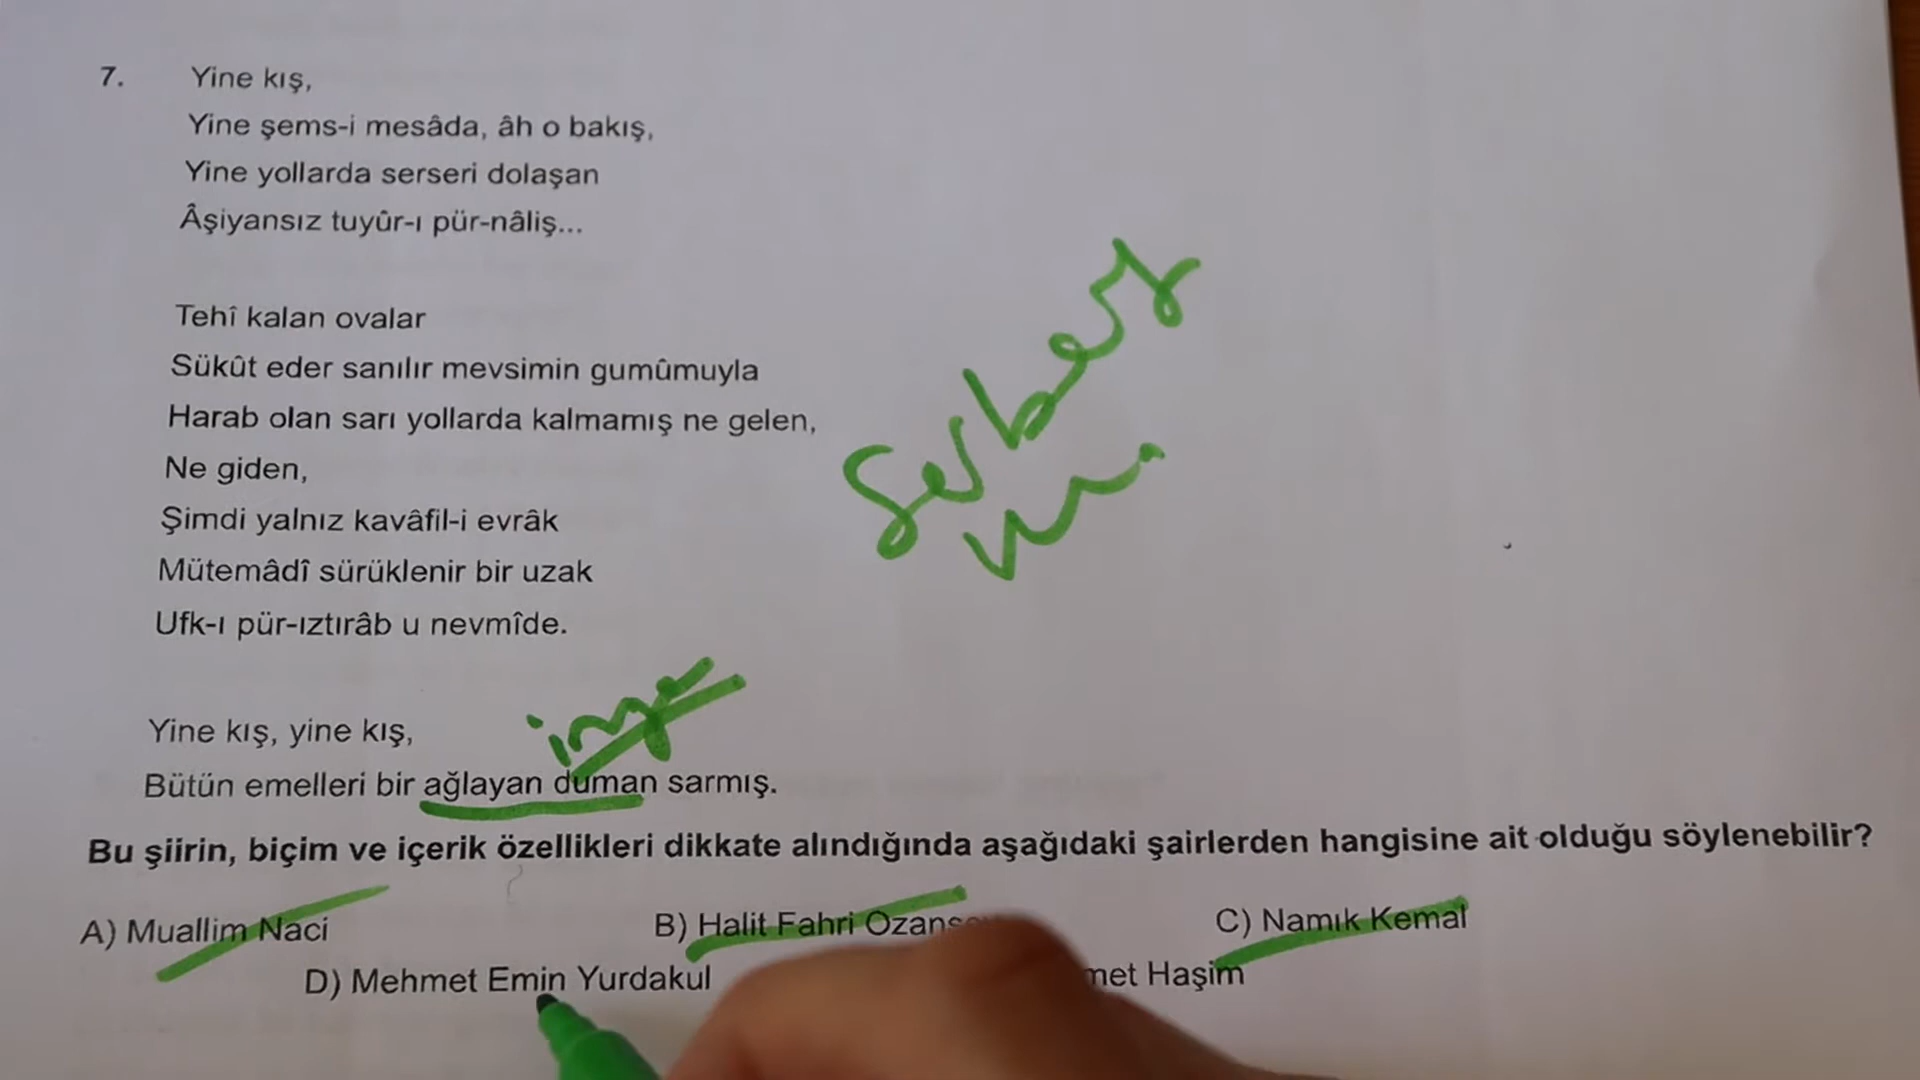 7. Yine kış,
Yine şems-i mesâda, âh o bakış,
Yine yollarda serseri dolaşan
Âşiyansız tuyûr-ı pür-nâliş...
Tehî kalan ovalar
Sükût eder sanılır mevsimin gumûmuyla
Harab olan sarı yollarda kalmamış ne gelen,
Ne giden,
Şimdi yalnız kavâfil-i evrâk
Mütemâdî sürüklenir bir uzak
Ufk-ı pür-ıztırâb u nevmîde.
Serbest
imge
Yine kış, yine kış,
Bütün emelleri bir ağlayan duman sarmış.
Bu şiirin, biçim ve içerik özellikleri dikkate alındığında aşağıdaki şairlerden hangisine ait olduğu söylenebilir?
A) Muallim Naci B) Halit Fahri Ozanso C) Namık Kemal
D) Mehmet Emin Yurdakul met Haşim